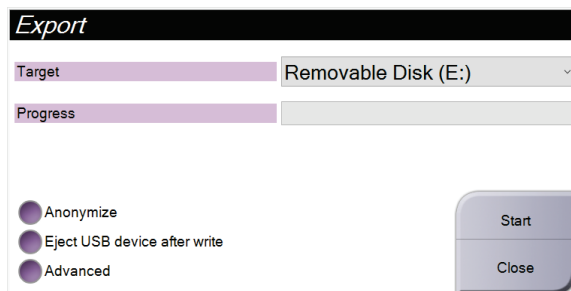 Export
Target
Removable Disk (E:)
Progress
Anonymize
Eject USB device after write
Advanced
Start
Close